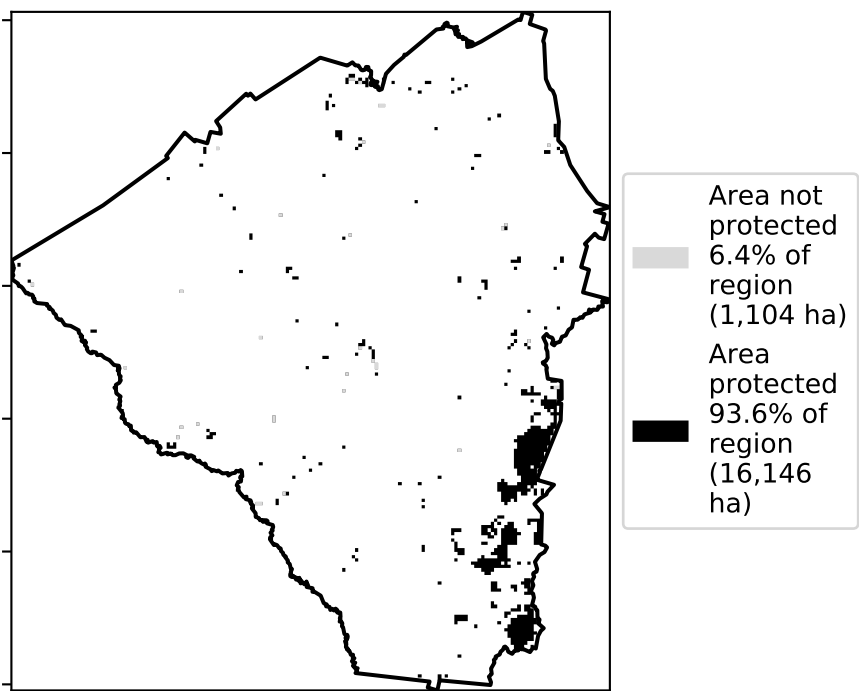 Area not
protected
6.4% of
region
(1,104 ha)
Area
protected
93.6% of
region
(16,146
ha)